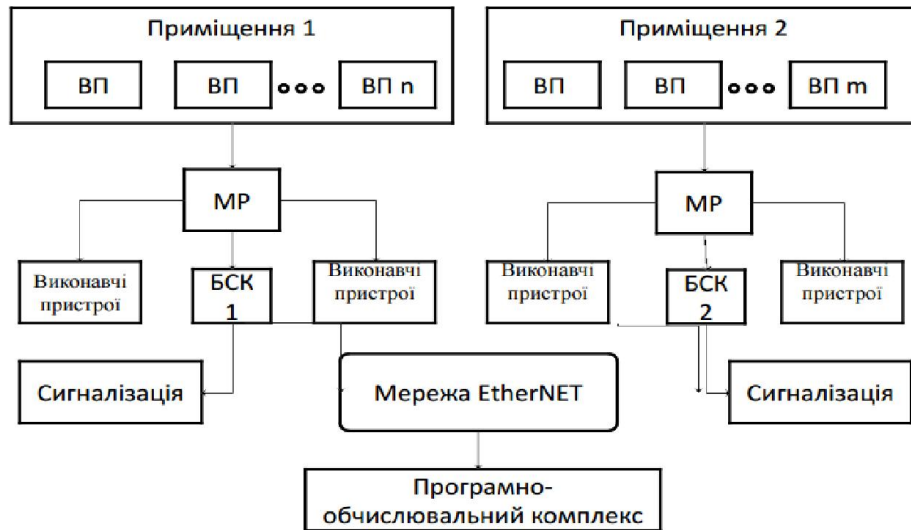 Приміщення 1
ВП
ВП
ВП n
Приміщення 2
ВП
ВП
ВП m
МР
МР
Виконавчі
пристрої
БСК
1
Виконавчі
пристрої
Виконавчі
пристрої
БСК
2
Виконавчі
пристрої
Сигналізація
Мережа EtherNET
Сигналізація
Програмно-
обчислювальний комплекс